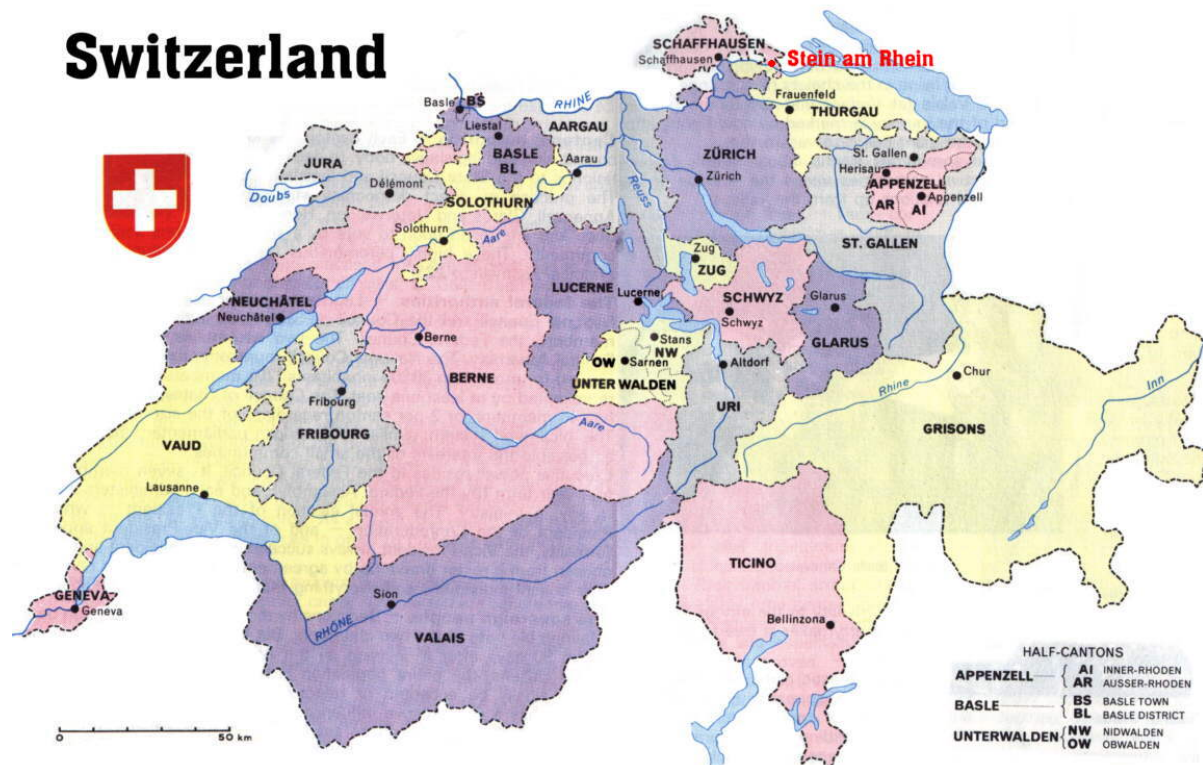 Switzerland
SCHAFFHAUSEN
Schaffhausen
Stein am Rhein
Frauenfeld
THURGAU
Basle
BS
RHINE
Liestal
BASLE
BL
AARGAU
Aarau
ZÜRICH
Zürich
St. Gallen
Herisau
APPENZELL
AR
AI
Appenzell
JURA
Doubs
Délémont
SOLOTHURN
Solothurn
Aare
Reuss
Zug
ZUG
ST. GALLEN
NEUCHÂTEL
Neuchâtel
LUCERNE
Lucerne
SCHWYZ
Schwyz
Glarus
GLARUS
Berne
BERNE
Stans
NW
OW
Sarnen
UNTERWALDEN
Altdorf
URI
Rhine
Chur
Inn
GRISONS
Fribourg
FRIBOURG
Aare
VAUD
Lausanne
GENEVA
Geneva
Sion
RHÔNE
VALAIS
TICINO
Bellinzona
0 50 km
HALF-CANTONS
APPENZELL { AI INNER-RHODEN
AR AUSSER-RHODEN
BASLE { BS BASLE TOWN
BL BASLE DISTRICT
UNTERWALDEN { NW NIDWALDEN
OW OBWALDEN